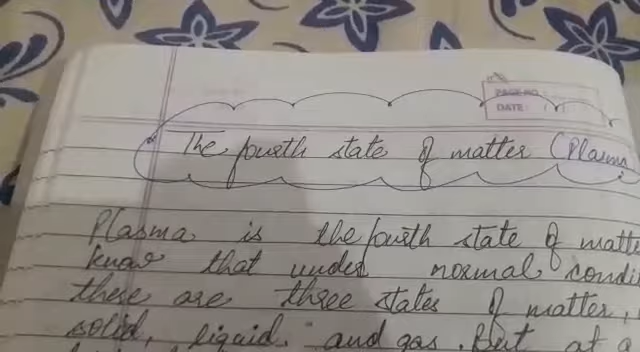 PAGE NO.:
DATE: / /
The fourth state of matter (Plasma
Plasma is the fourth state of matte
know that under normal condi
there are three states of matter,
solid, liquid, and gas. But at a